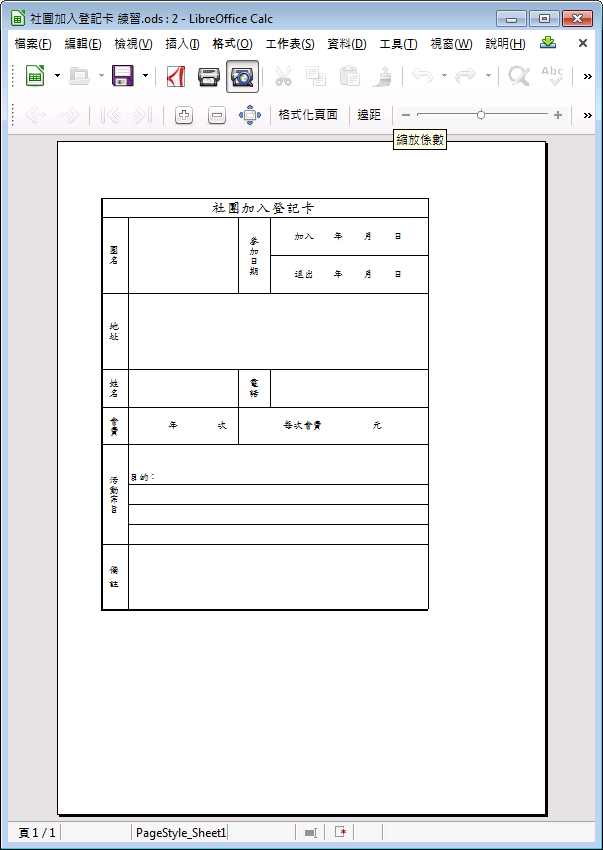 社團加入登記卡 練習.ods : 2 - LibreOffice Calc
檔案(F) 編輯(E) 檢視(V) 插入(I) 格式(O) 工作表(S) 資料(D) 工具(T) 視窗(W) 說明(H)
Abc
格式化頁面 邊距
縮放係數
社團加入登記卡
團名 參加日期 加入 年 月 日
退出 年 月 日
地址
姓名 電話
會費 年 次 每次會費 元
活動宗旨 目的：
備註
頁 1 / 1 PageStyle_Sheet1